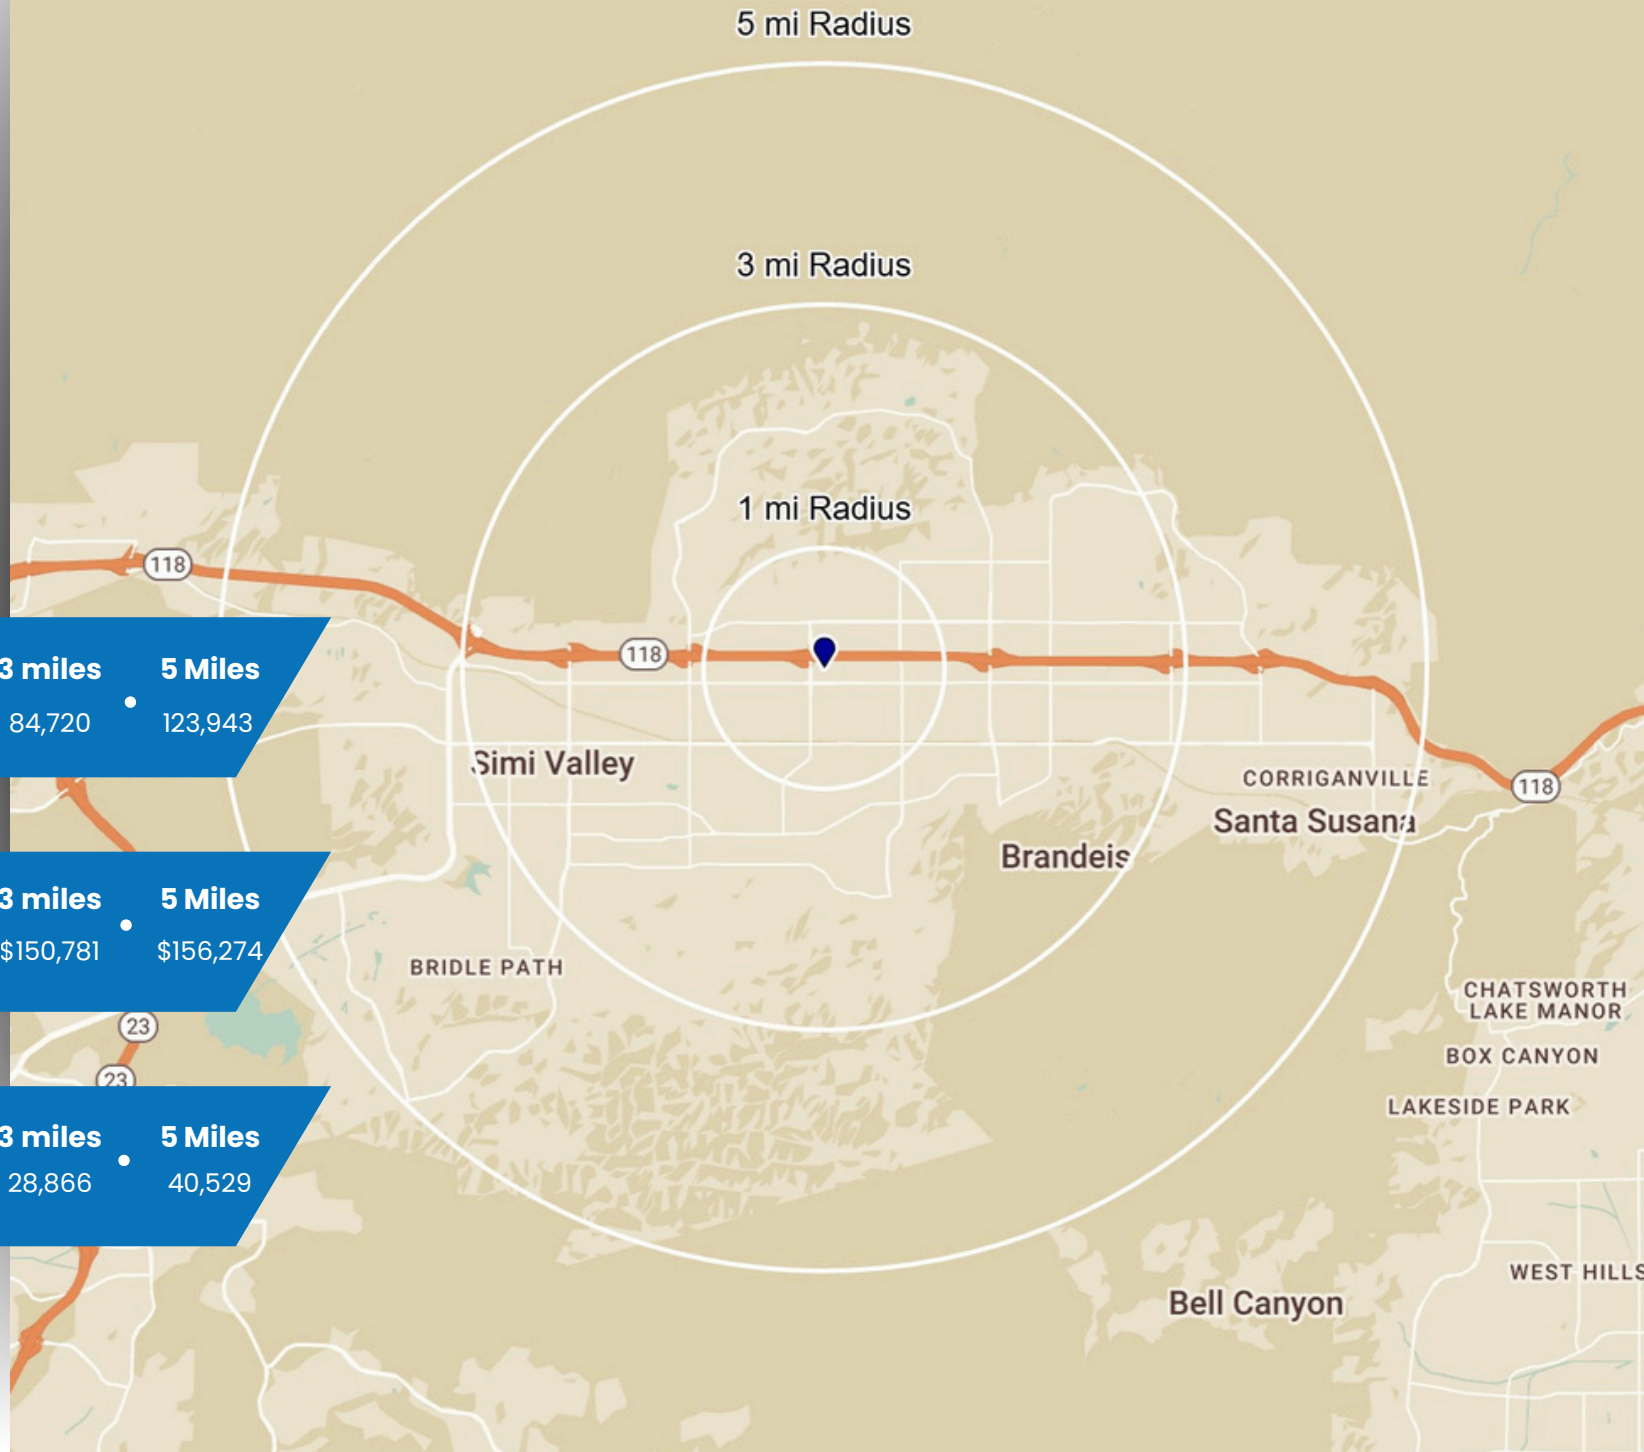 5 mi Radius
3 mi Radius
1 mi Radius
118
118
3 miles
5 Miles
84,720
123,943
Simi Valley
CORRIGANVILLE
118
Santa Susana
Brandeis
3 miles
5 Miles
$150,781
$156,274
BRIDLE PATH
CHATSWORTH
LAKE MANOR
23
BOX CANYON
23
LAKESIDE PARK
3 miles
5 Miles
28,866
40,529
WEST HILLS
Bell Canyon